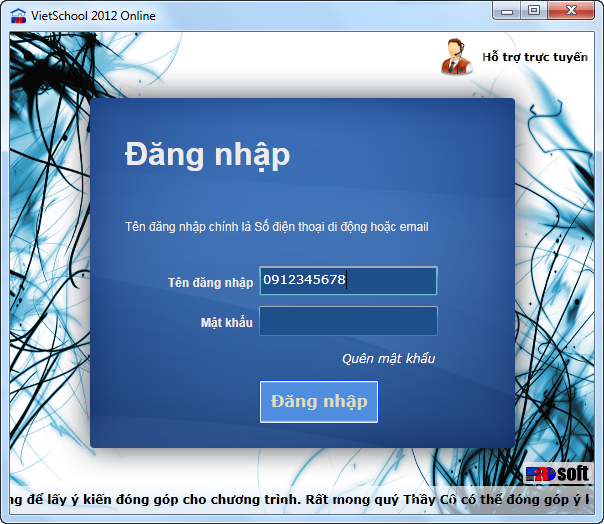 VietSchool 2012 Online
Hỗ trợ trực tuyến
Đăng nhập
Tên đăng nhập chính là Số điện thoại di động hoặc email
Tên đăng nhập 0912345678
Mật khẩu
Quên mật khẩu
Đăng nhập
soft
để lấy ý kiến đóng góp cho chương trình. Rất mong quý Thầy Cô có thể đóng góp ý